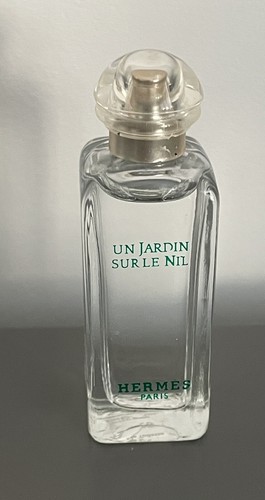 UN JARDIN
SUR LE NIL
HERMES
PARIS